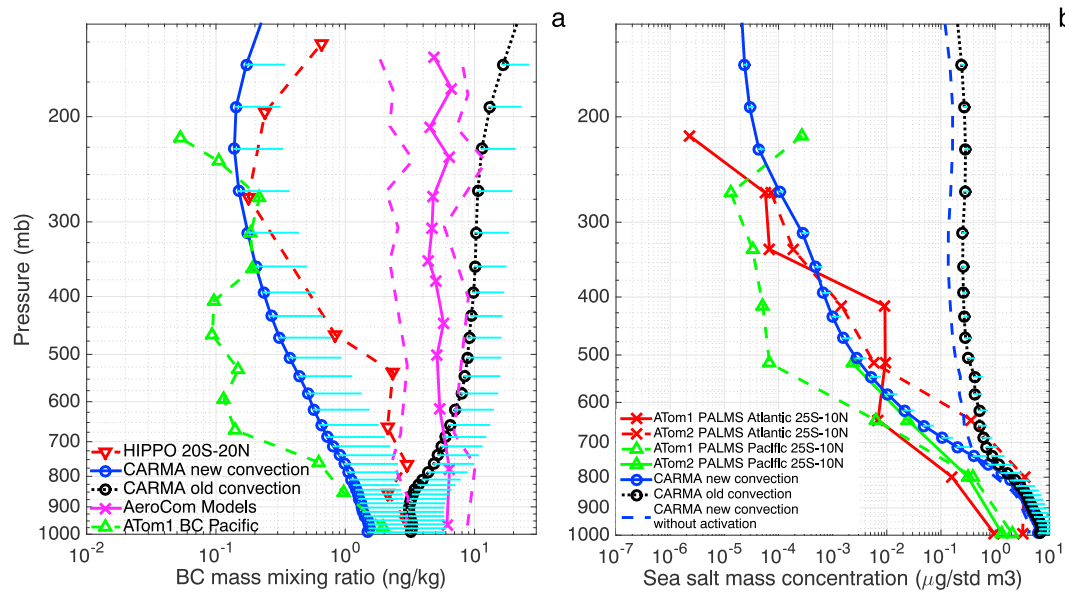 a
b
Pressure (mb)
200
300
400
500
600
700
800
900
1000
HIPPO 20S-20N
CARMA new convection
CARMA old convection
AeroCom Models
ATom1 BC Pacific
10^-2
10^-1
10^0
10^1
BC mass mixing ratio (ng/kg)
200
300
400
500
600
700
800
900
1000
ATom1 PALMS Atlantic 25S-10N
ATom2 PALMS Atlantic 25S-10N
ATom1 PALMS Pacific 25S-10N
ATom2 PALMS Pacific 25S-10N
CARMA new convection
CARMA old convection
CARMA new convection
without activation
10^-7
10^-6
10^-5
10^-4
10^-3
10^-2
10^-1
10^0
10^1
Sea salt mass concentration (μg/std m3)